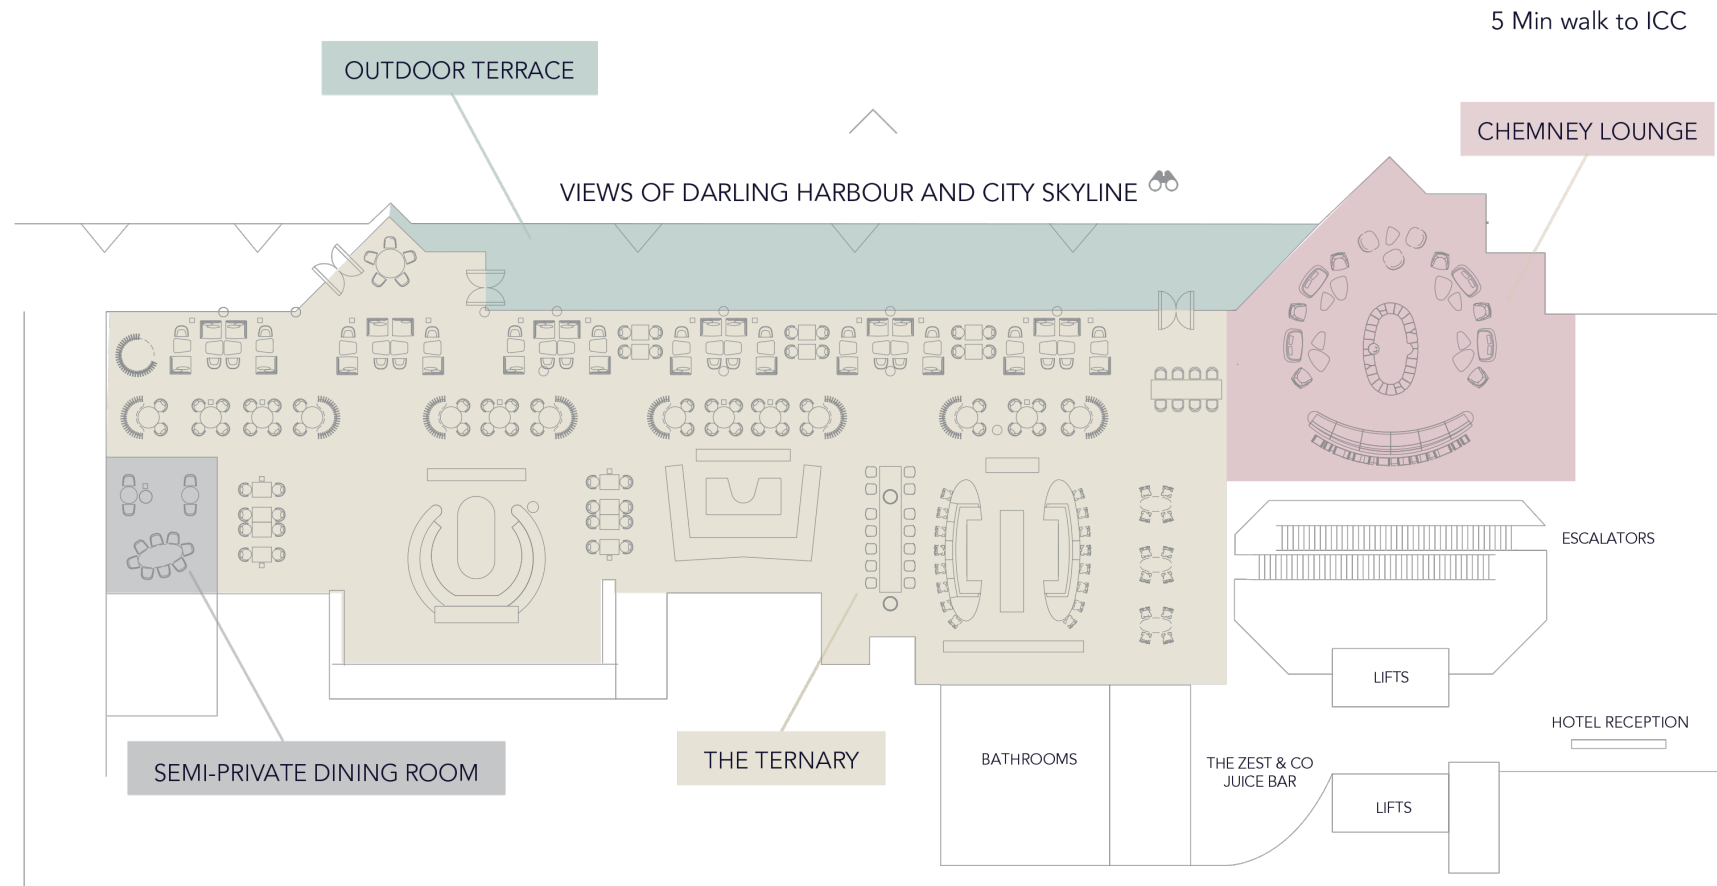 5 Min walk to ICC
OUTDOOR TERRACE
CHEMNEY LOUNGE
VIEWS OF DARLING HARBOUR AND CITY SKYLINE
ESCALATORS
LIFTS
HOTEL RECEPTION
SEMI-PRIVATE DINING ROOM
THE TERNARY
BATHROOMS
THE ZEST & CO
JUICE BAR
LIFTS